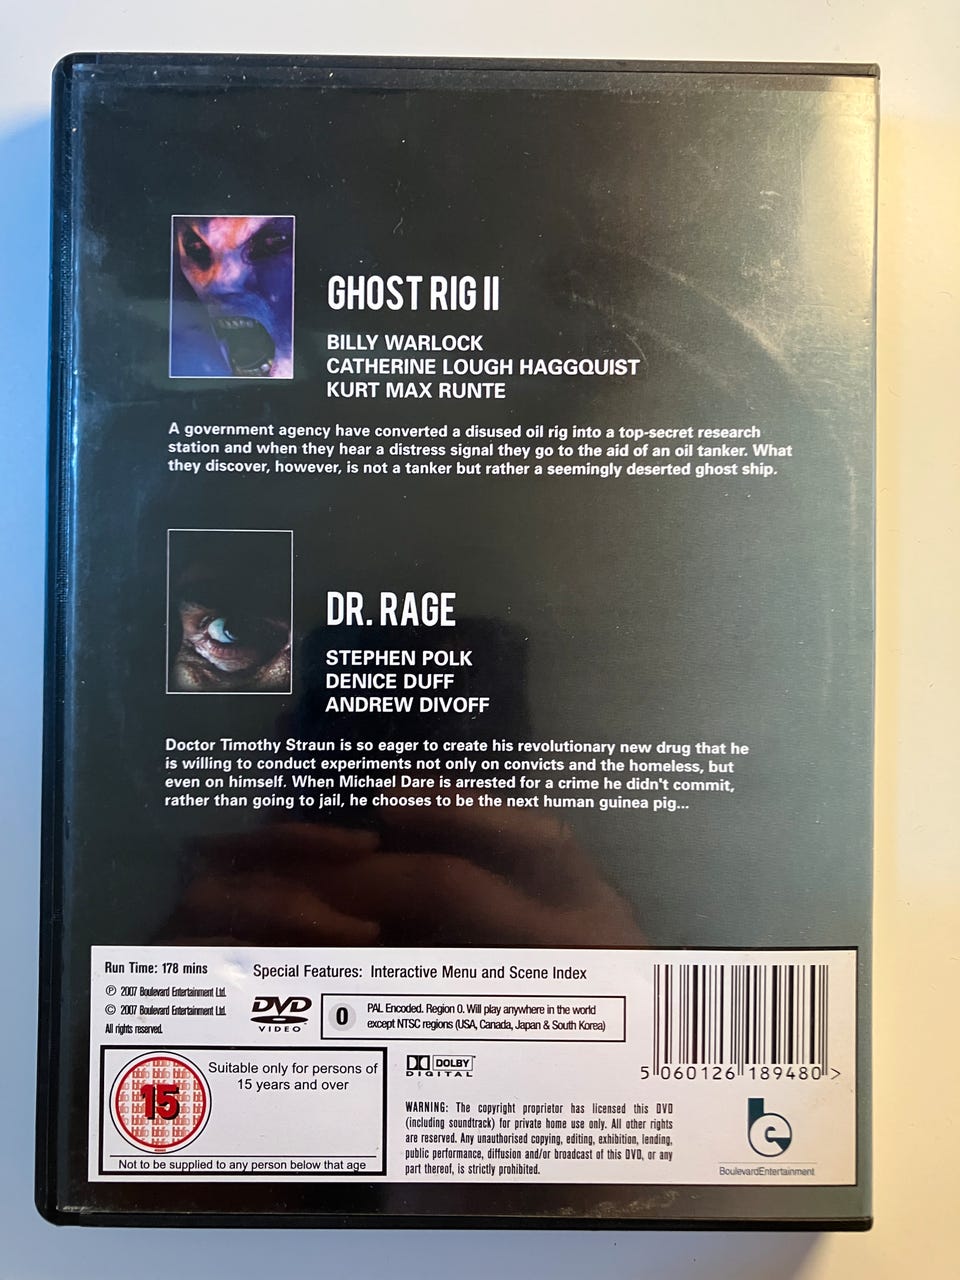 GHOST RIG II
BILLY WARLOCK
CATHERINE LOUGH HAGGQUIST
KURT MAX RUNTE
A government agency have converted a disused oil rig into a top-secret research
station and when they hear a distress signal they go to the aid of an oil tanker. What
they discover, however, is not a tanker but rather a seemingly deserted ghost ship.
DR. RAGE
STEPHEN POLK
DENICE DUFF
ANDREW DIVOFF
Doctor Timothy Straun is so eager to create his revolutionary new drug that he
is willing to conduct experiments not only on convicts and the homeless, but
even on himself. When Michael Dare is arrested for a crime he didn't commit,
rather than going to jail, he chooses to be the next human guinea pig...
Run Time: 178 mins
Ⓟ 2007 Boulevard Entertainment Ltd.
© 2007 Boulevard Entertainment Ltd.
All rights reserved.
Special Features: Interactive Menu and Scene Index
DVD
VIDEO™
0
PAL Encoded. Region 0. Will play anywhere in the world
except NTSC regions (USA, Canada, Japan & South Korea)
15
Suitable only for persons of
15 years and over
Not to be supplied to any person below that age
DOLBY™
DIGITAL
WARNING: The copyright proprietor has licensed this DVD
(including soundtrack) for private home use only. All other rights
are reserved. Any unauthorised copying, editing, exhibition, lending,
public performance, diffusion and/or broadcast of this DVD, or any
part thereof, is strictly prohibited.
5 060126 189480 >
be
BoulevardEntertainment